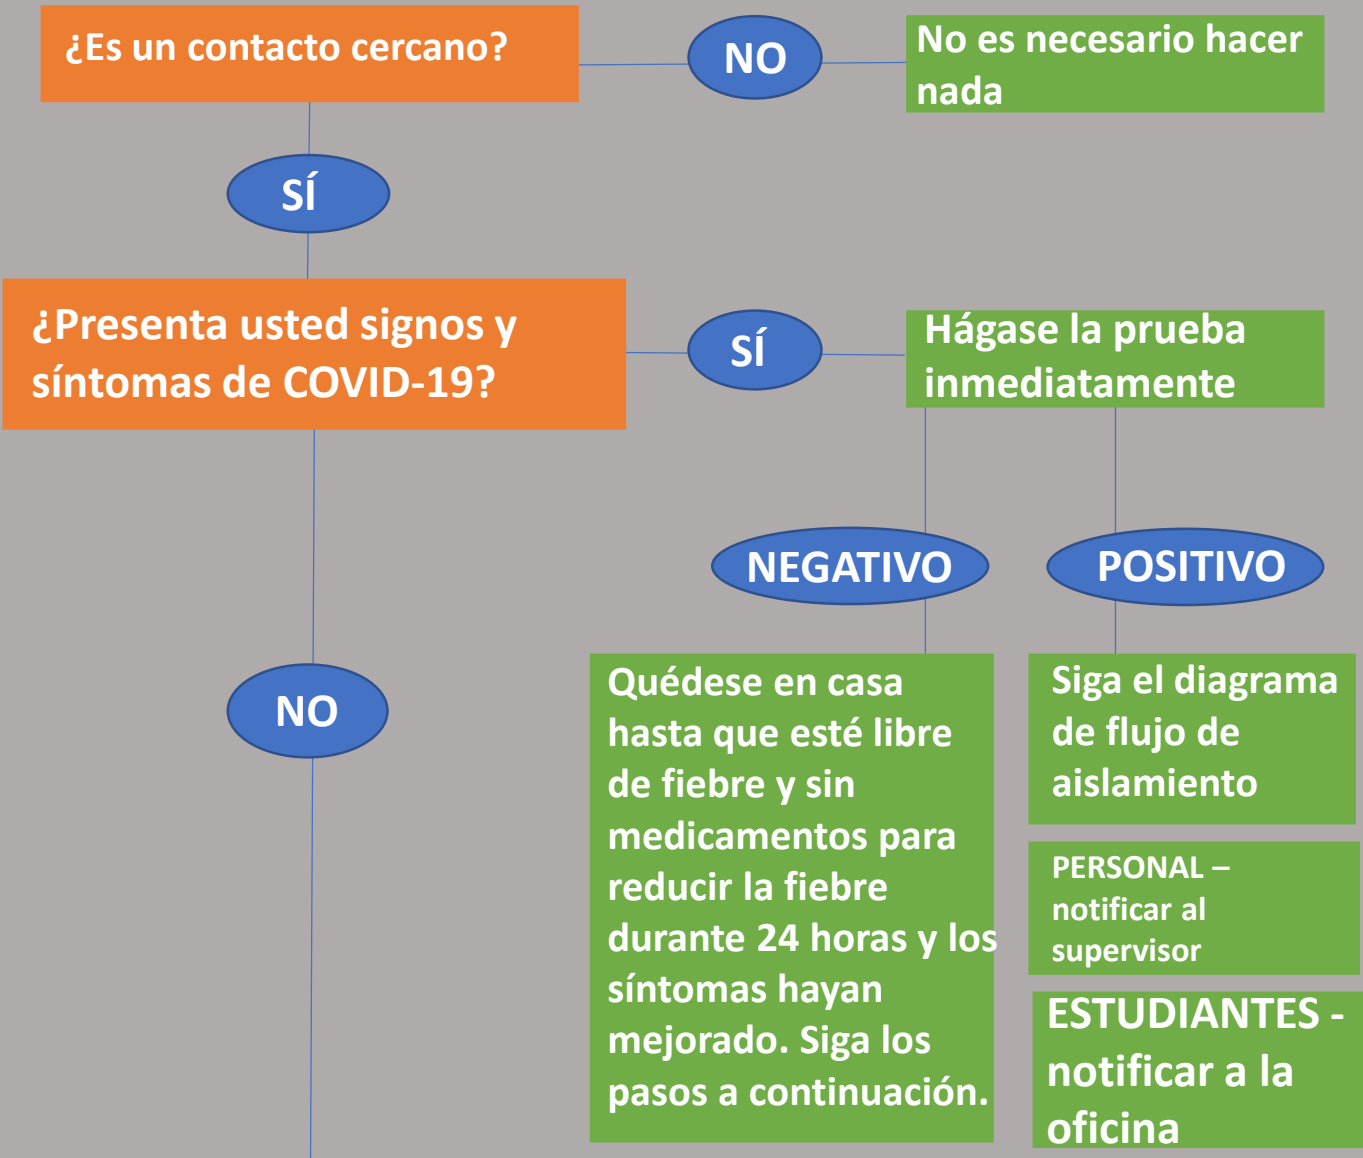 ¿Es un contacto cercano?
NO
No es necesario hacer
nada
SÍ
¿Presenta usted signos y
síntomas de COVID-19?
SÍ
Hágase la prueba
inmediatamente
NEGATIVO
POSITIVO
NO
Quédese en casa
hasta que esté libre
de fiebre y sin
medicamentos para
reducir la fiebre
durante 24 horas y los
síntomas hayan
mejorado. Siga los
pasos a continuación.
Siga el diagrama
de flujo de
aislamiento
PERSONAL –
notificar al
supervisor
ESTUDIANTES -
notificar a la
oficina